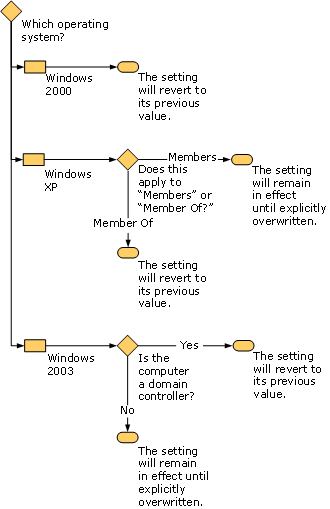 Which operating
system?
Windows
2000
The setting
will revert to
its previous
value.
Windows
XP
Does this
apply to
“Members” or
“Member Of?”
Members
The setting
will remain
in effect
until explicitly
overwritten.
Member Of
The setting
will revert to
its previous
value.
Windows
2003
Is the
computer
a domain
controller?
Yes
The setting
will revert to
its previous
value.
No
The setting
will remain
in effect until
explicitly
overwritten.